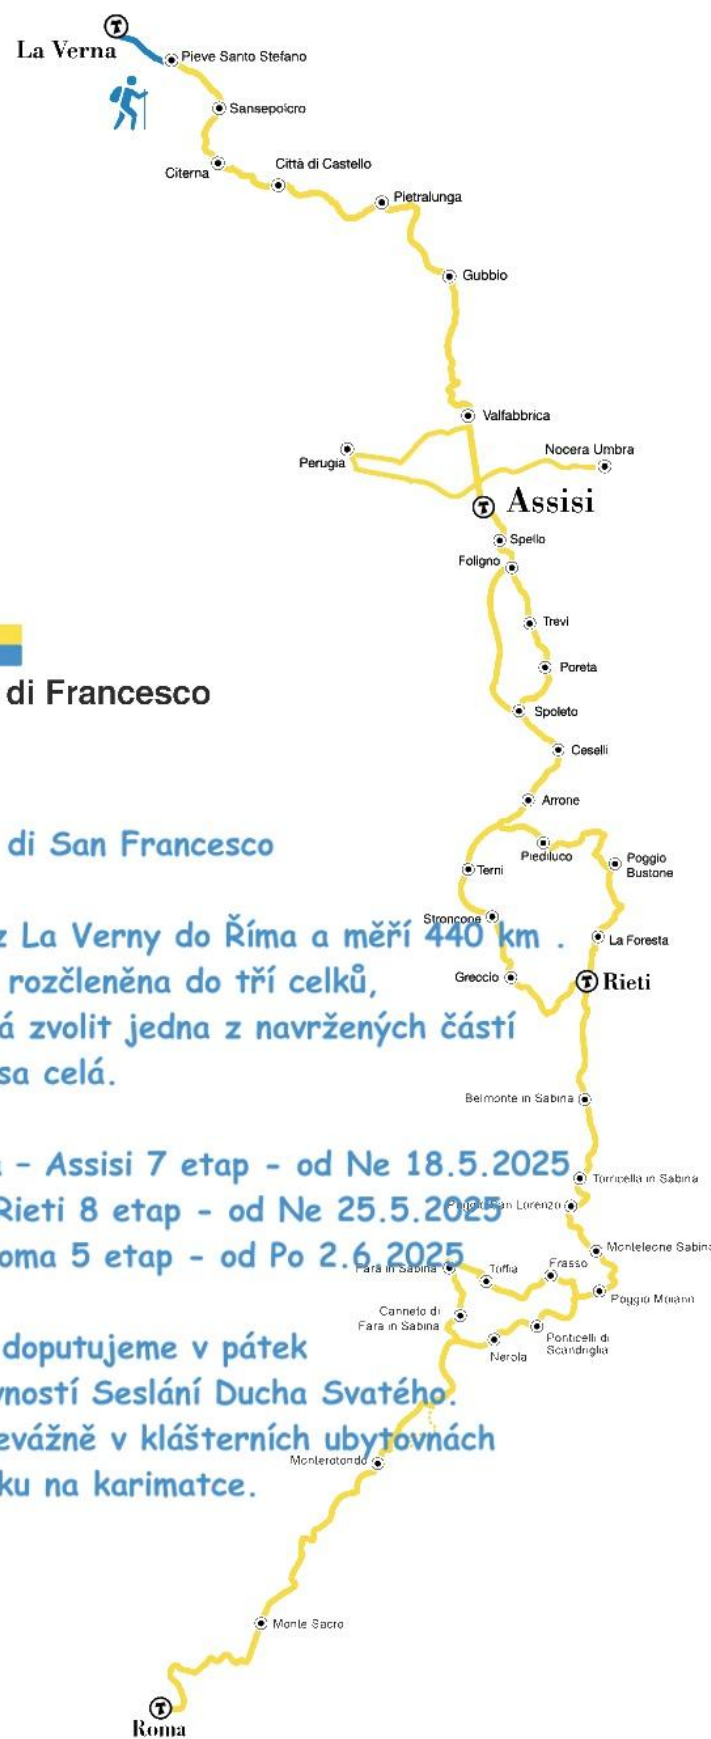 La Verna
Pieve Santo Stefano
Sansepolcro
Citerna
Città di Castello
Pietralunga
Gubbio
Valfabbrica
Perugia
Nocera Umbra
Assisi
Spello
Foligno
Trevi
Poreta
di Francesco
Spoleto
Ceselli
Arrone
di San Francesco
Piediluco
Poggio
Bustone
Terni
Stroncone
z La Verny do Říma a měří 440 km .
La Foresta
Greccio
Rieti
rozčleněna do tří celků,
á zvolit jedna z navržených částí
sa celá.
Belmonte in Sabina
– Assisi 7 etap - od Ne 18.5.2025
Torricella in Sabina
Poggio San Lorenzo
Rieti 8 etap - od Ne 25.5.2025
Monteleone Sabino
oma 5 etap - od Po 2.6.2025
Fara in Sabina
Toffia
Frasso
Poggio Moiano
Canneto di
Fara in Sabina
Ponticelli di
Scandriglia
Nerola
doputujeme v pátek
vností Seslání Ducha Svatého.
evážně v klášterních ubytovnách
Monterotondo
ku na karimatce.
Monte Sacro
Roma